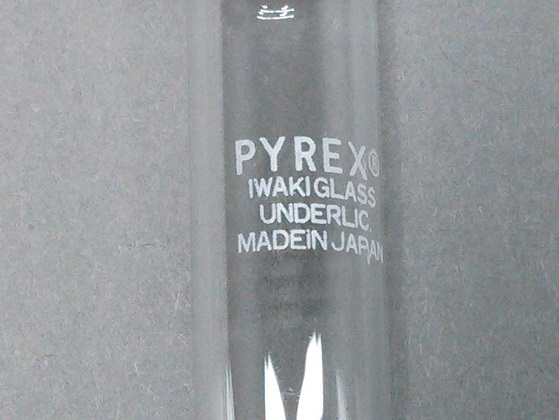 PYREX®
IWAKI GLASS
UNDER LIC.
MADE IN JAPAN